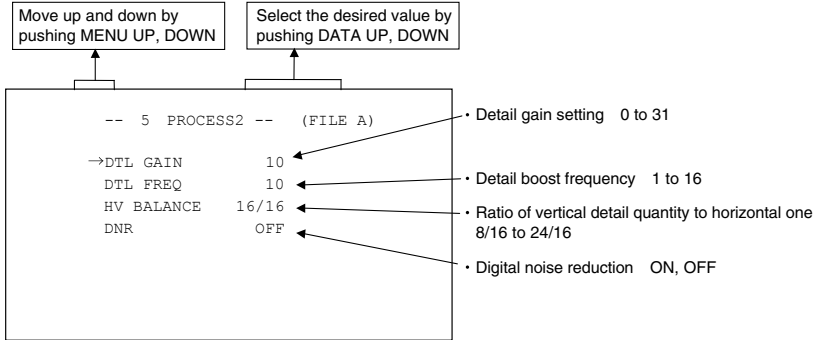 Move up and down by
pushing MENU UP, DOWN
Select the desired value by
pushing DATA UP, DOWN
-- 5 PROCESS2 -- (FILE A)
→DTL GAIN 10
DTL FREQ 10
HV BALANCE 16/16
DNR OFF
・Detail gain setting 0 to 31
・Detail boost frequency 1 to 16
・Ratio of vertical detail quantity to horizontal one
8/16 to 24/16
・Digital noise reduction ON, OFF